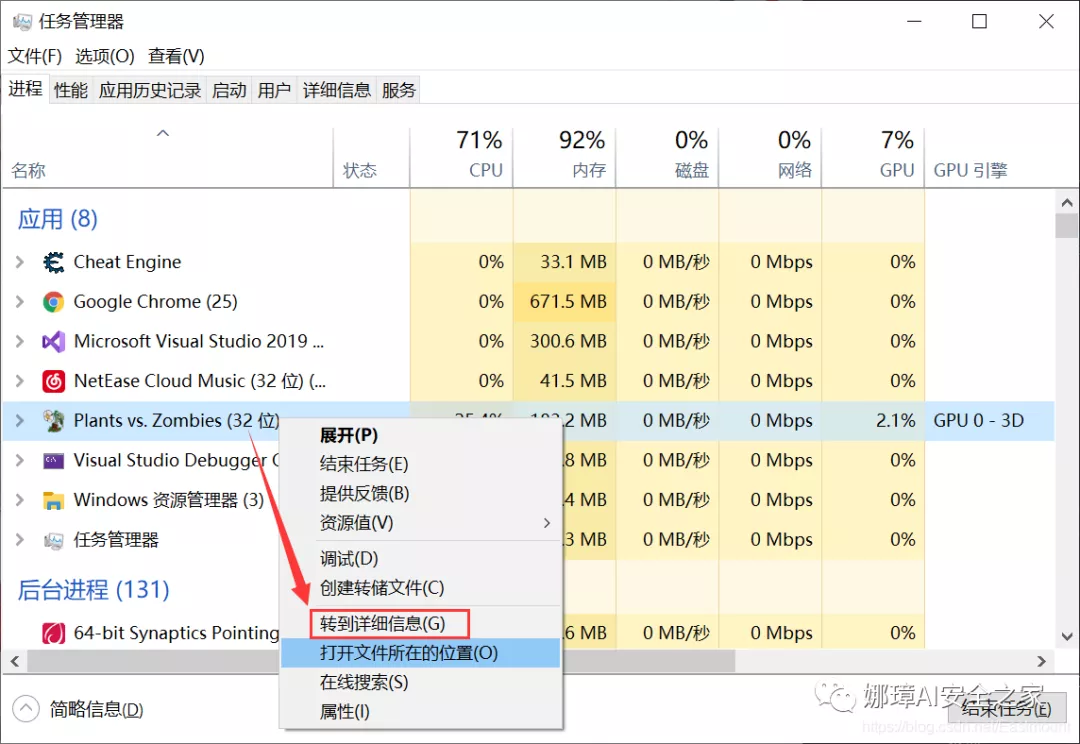 任务管理器
文件(F) 选项(O) 查看(V)
进程 性能 应用历史记录 启动 用户 详细信息 服务
71% 92% 0% 0% 7%
名称 状态 CPU 内存 磁盘 网络 GPU GPU 引擎
应用 (8)
Cheat Engine 0% 33.1 MB 0 MB/秒 0 Mbps 0%
Google Chrome (25) 0% 671.5 MB 0 MB/秒 0 Mbps 0%
Microsoft Visual Studio 2019 ... 0% 300.6 MB 0 MB/秒 0 Mbps 0%
NetEase Cloud Music (32 位) (... 0% 41.5 MB 0 MB/秒 0 Mbps 0%
Plants vs. Zombies (32 位) .2 MB 0 MB/秒 0 Mbps 2.1% GPU 0 - 3D
展开(P)
结束任务(E)
Visual Studio Debugger C .8 MB 0 MB/秒 0 Mbps 0%
提供反馈(B)
Windows 资源管理器 (3) .4 MB 0 MB/秒 0 Mbps 0%
资源值(V)
任务管理器 .3 MB 0 MB/秒 0 Mbps 0%
调试(D)
创建转储文件(C)
后台进程 (131)
转到详细信息(G)
64-bit Synaptics Pointing .6 MB 0 MB/秒 0 Mbps 0%
打开文件所在的位置(O)
在线搜索(S)
属性(I)
简略信息(D)
娜璋AI安全之家
结束任务(E)
https://blog.csdn.net/Eastmount